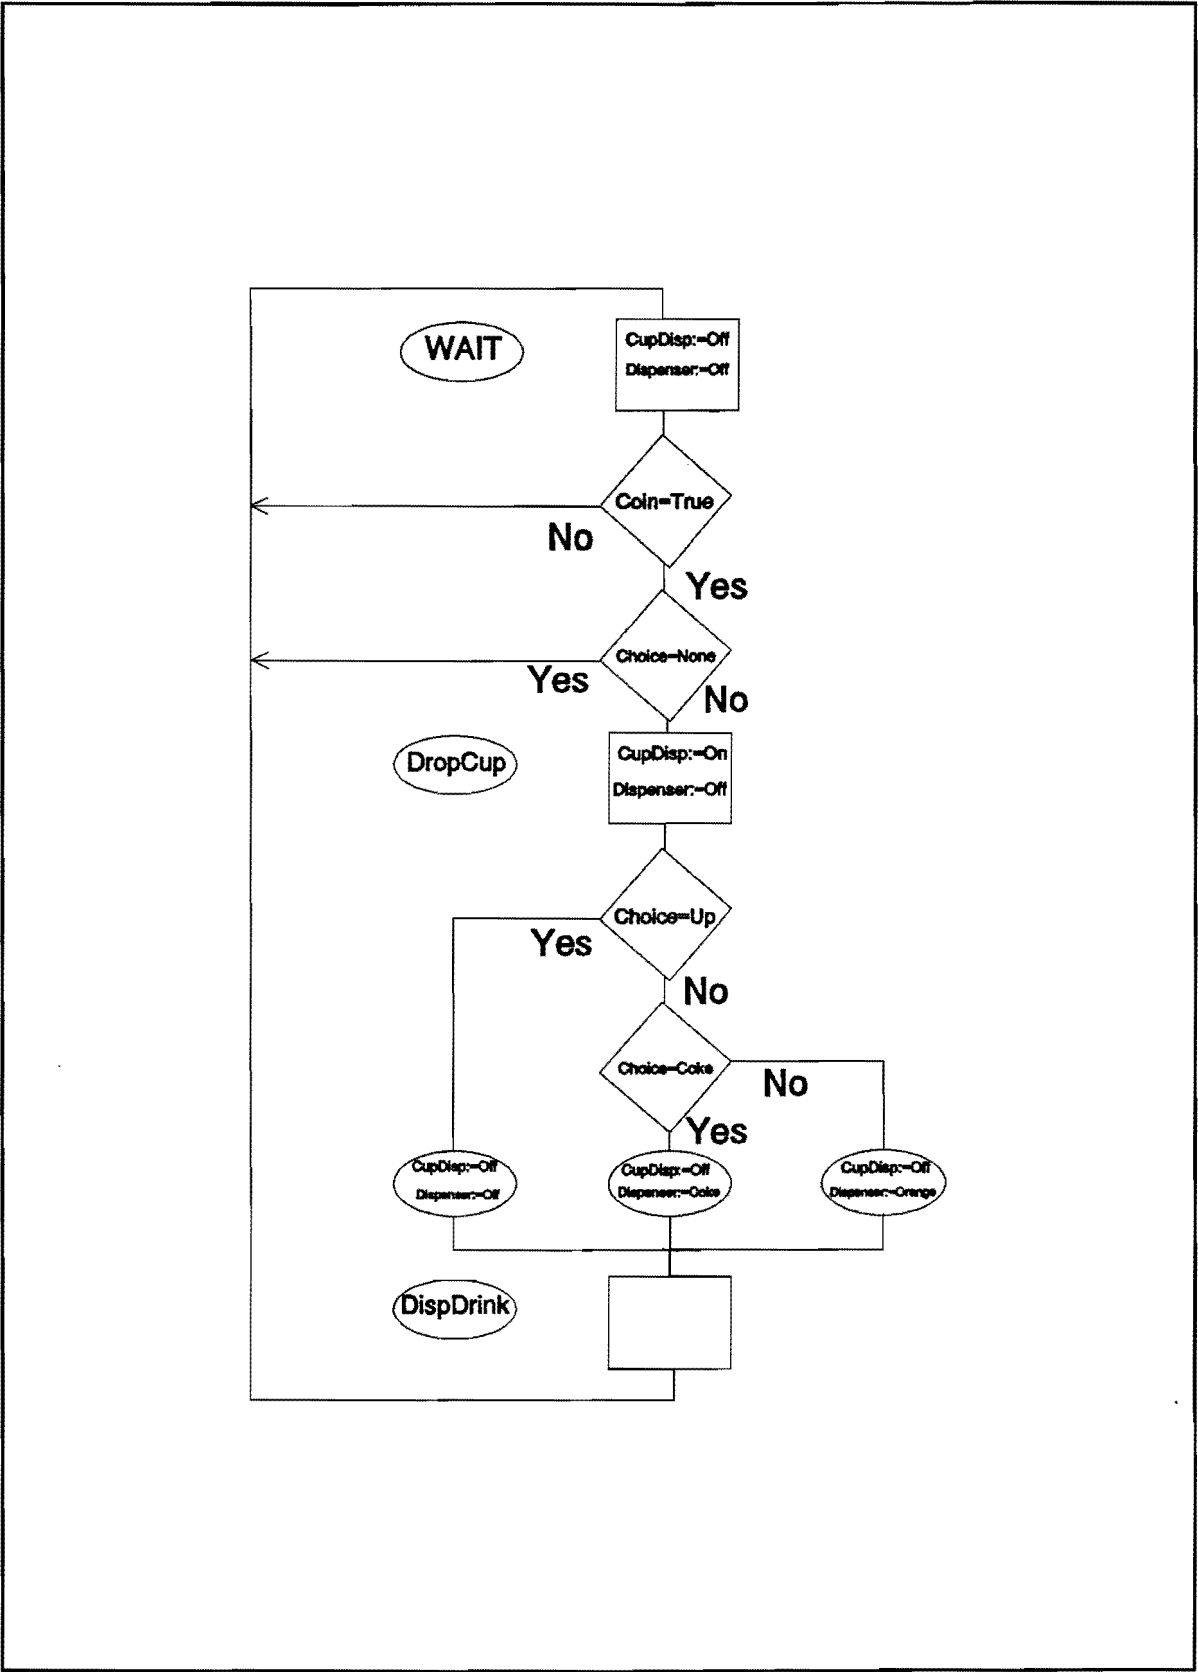 WAIT
CupDisp:=Off
Dispenser:=Off
Coin=True
No
Yes
Choice=None
Yes
No
DropCup
CupDisp:=On
Dispenser:=Off
Choice=Up
Yes
No
Choice=Coke
No
Yes
CupDisp:=Off
Dispenser:=Off
CupDisp:=Off
Dispenser:=Coke
CupDisp:=Off
Dispenser:=Orange
DispDrink